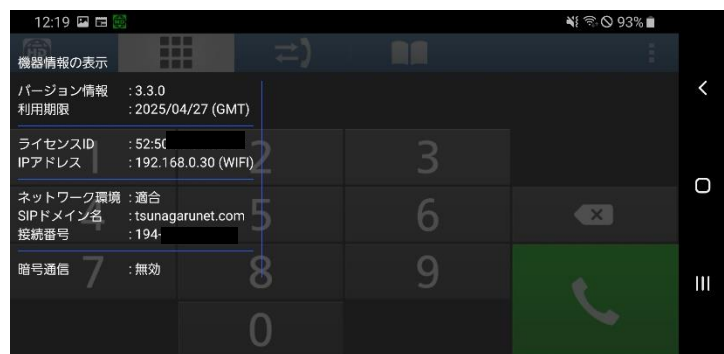 12:19 93%
HD
機器情報の表示
バージョン情報 : 3.3.0
利用期限 : 2025/04/27 (GMT)
ライセンスID : 52:50
IPアドレス : 192.168.0.30 (WIFI)
ネットワーク環境 : 適合
SIPドメイン名 : tsunagarunet.com
接続番号 : 194-
暗号通信 : 無効
1 2 3
4 5 6
7 8 9
0